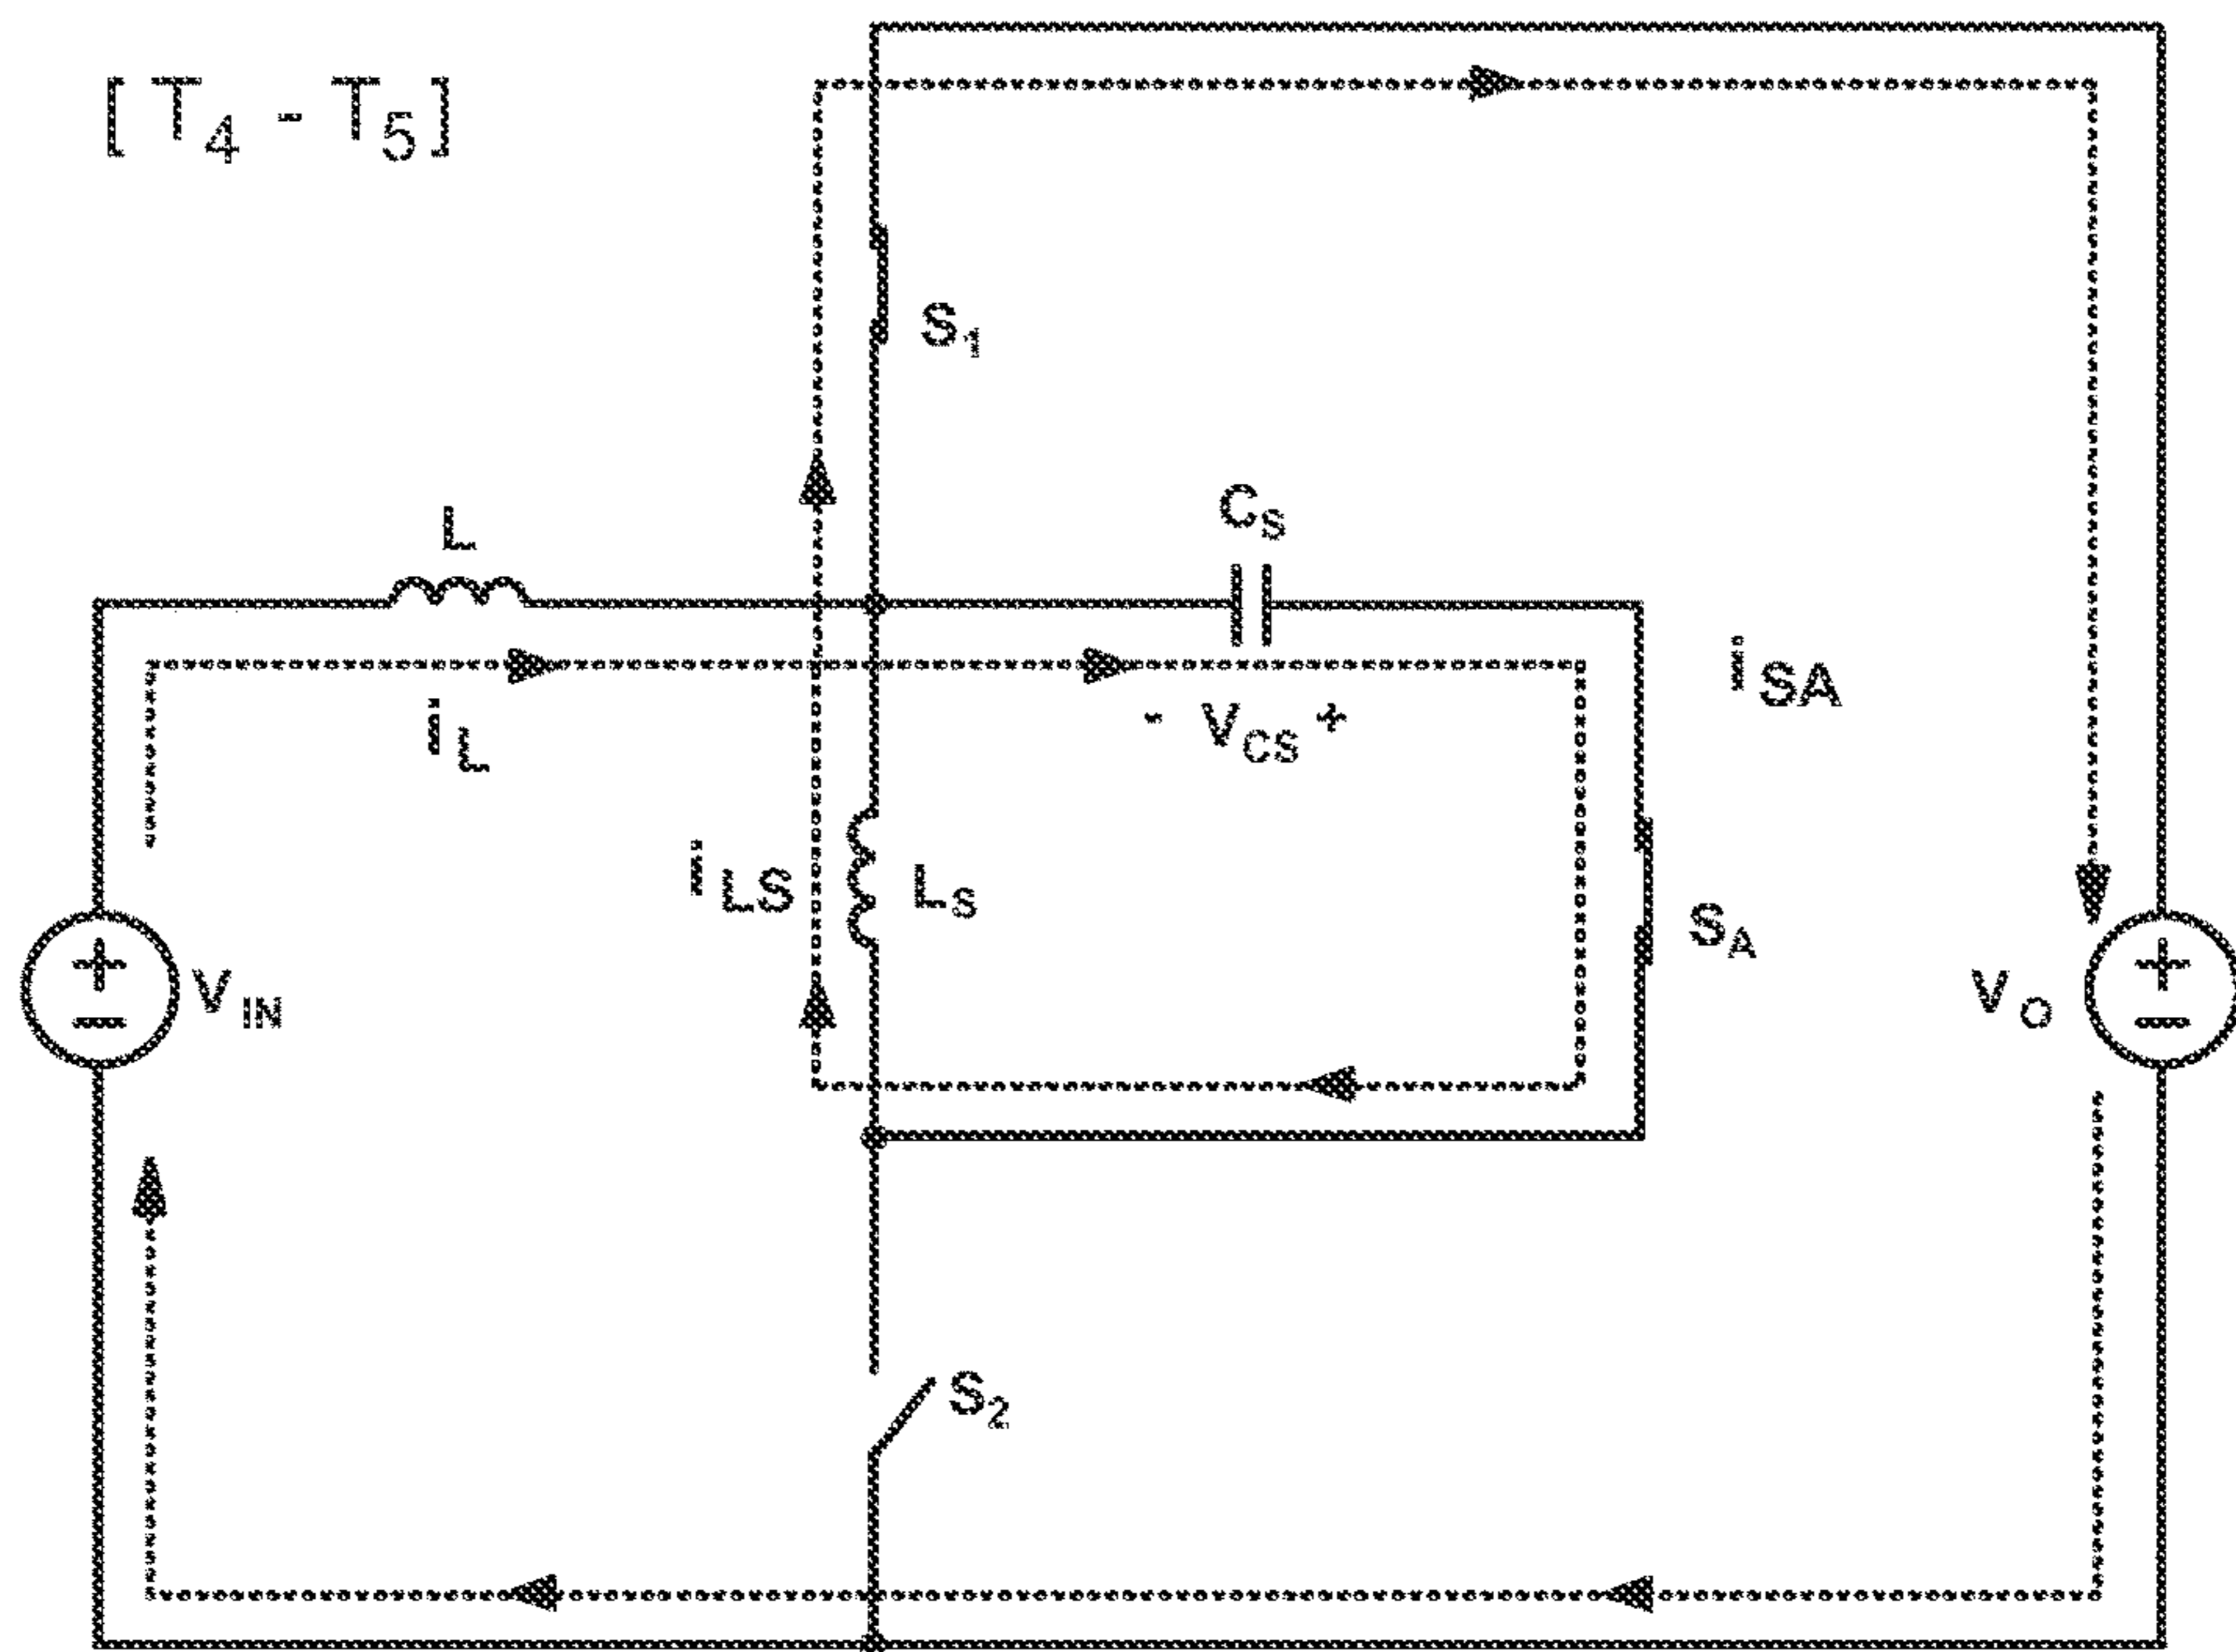 [ T4 - T5 ]
S1
L
CS
iL
- VCS +
iSA
iLS
LS
SA
+
-
VIN
VO
+
-
S2